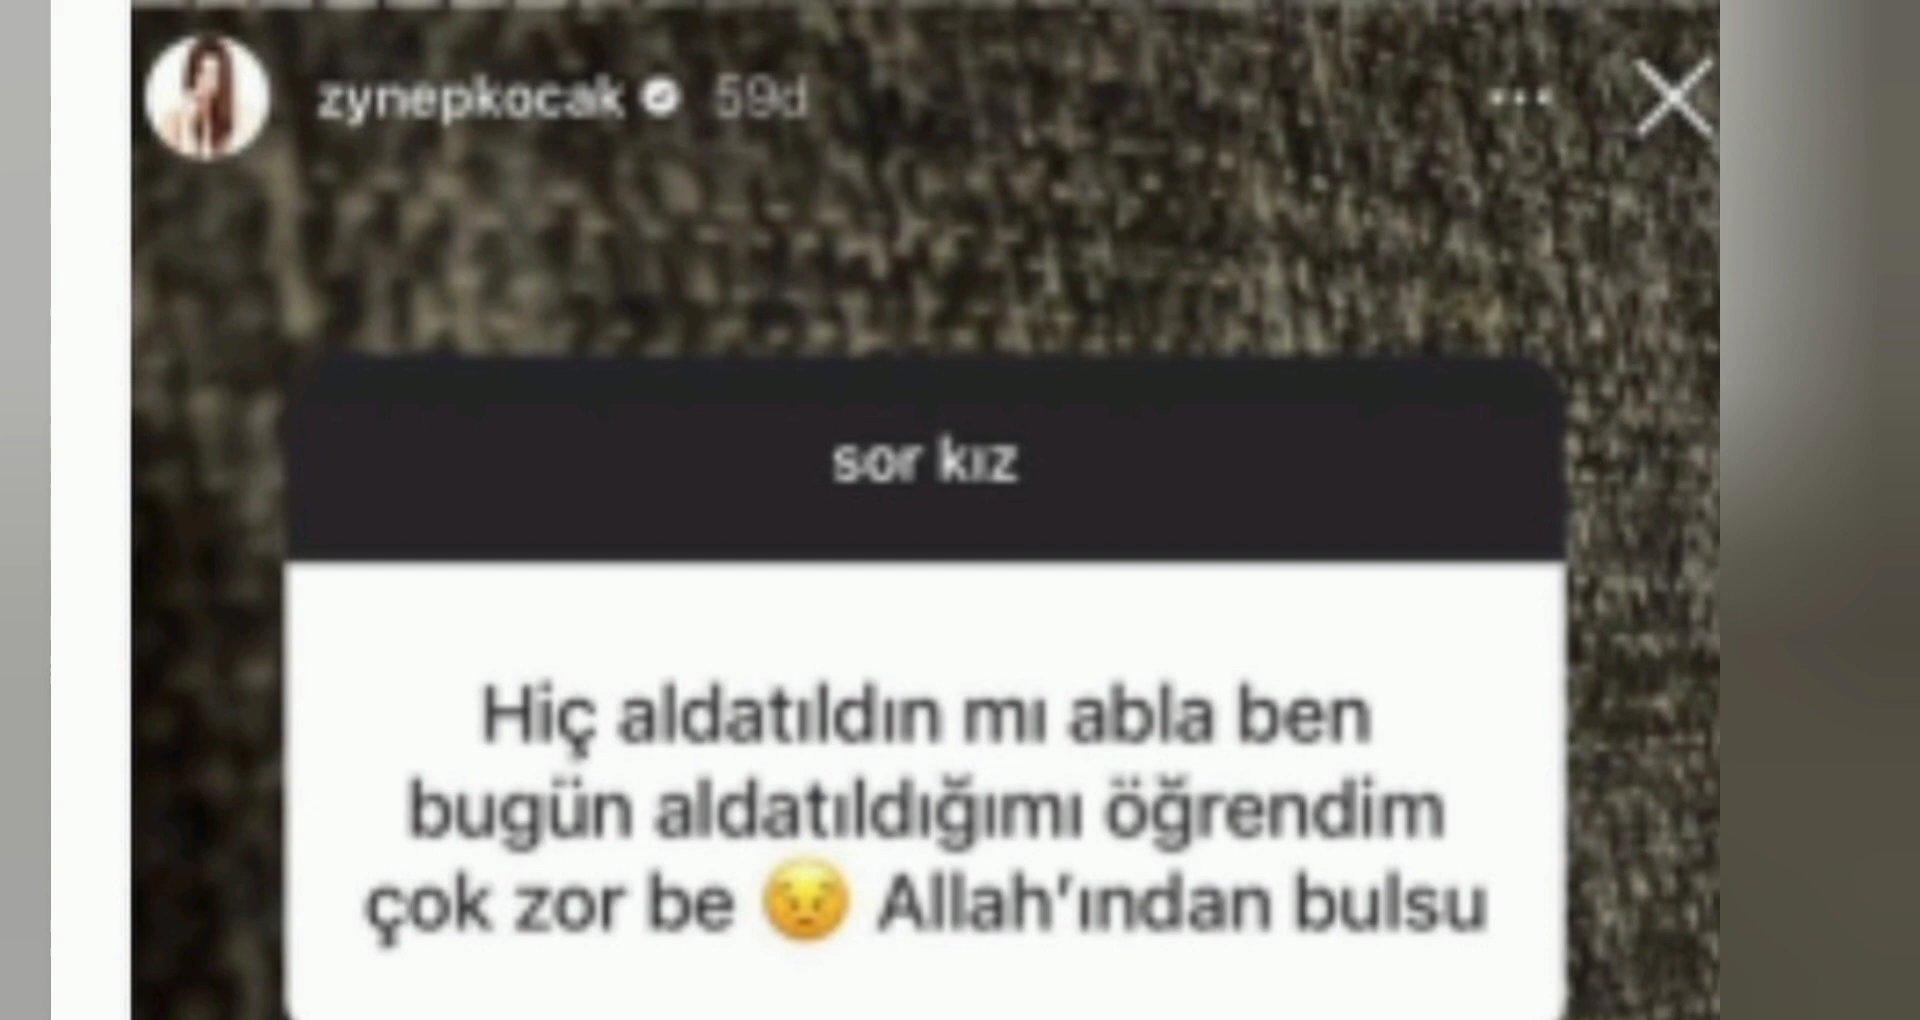 zynepkocak 59d
sor kız
Hiç aldatıldın mı abla ben
bugün aldatıldığımı öğrendim
çok zor be 😔 Allah'ından bulsu